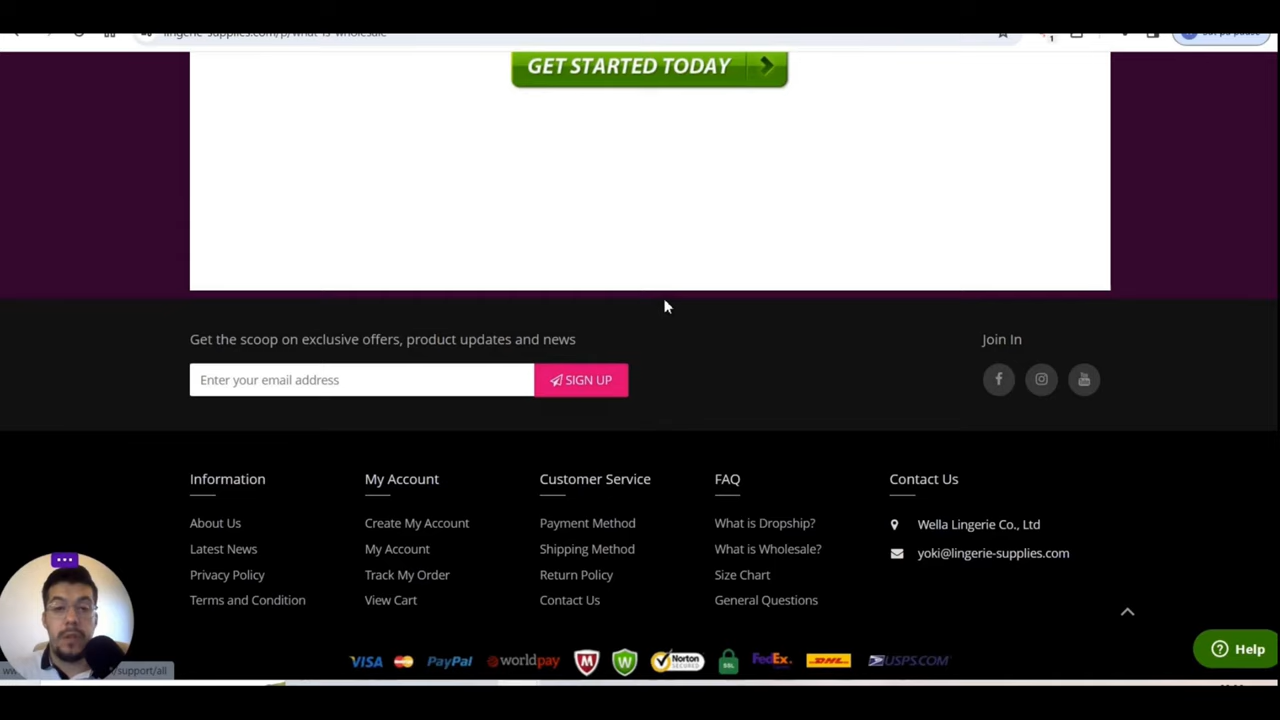 GET STARTED TODAY
Get the scoop on exclusive offers, product updates and news
Join In
Enter your email address
SIGN UP
Information
About Us
Latest News
Privacy Policy
Terms and Condition
My Account
Create My Account
My Account
Track My Order
View Cart
Customer Service
Payment Method
Shipping Method
Return Policy
Contact Us
FAQ
What is Dropship?
What is Wholesale?
Size Chart
General Questions
Contact Us
Wella Lingerie Co., Ltd
yoki@lingerie-supplies.com
support/all
VISA
PayPal
worldpay
Norton
SECURED
SSL
FedEx
DHL
USPS.COM
Help